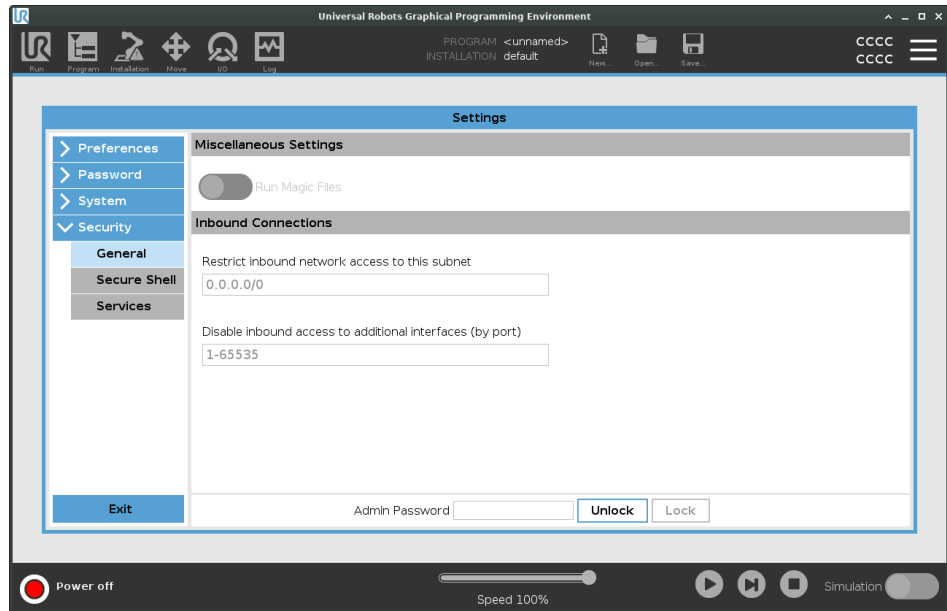 Universal Robots Graphical Programming Environment
UR
Run
Program
Installation
Move
I/O
Log
PROGRAM <unnamed>
INSTALLATION default
New...
Open...
Save...
CCCC
CCCC
Settings
Preferences
Password
System
Security
General
Secure Shell
Services
Exit
Miscellaneous Settings
Run Magic Files
Inbound Connections
Restrict inbound network access to this subnet
0.0.0.0/0
Disable inbound access to additional interfaces (by port)
1-65535
Admin Password
Unlock
Lock
Power off
Speed 100%
Simulation